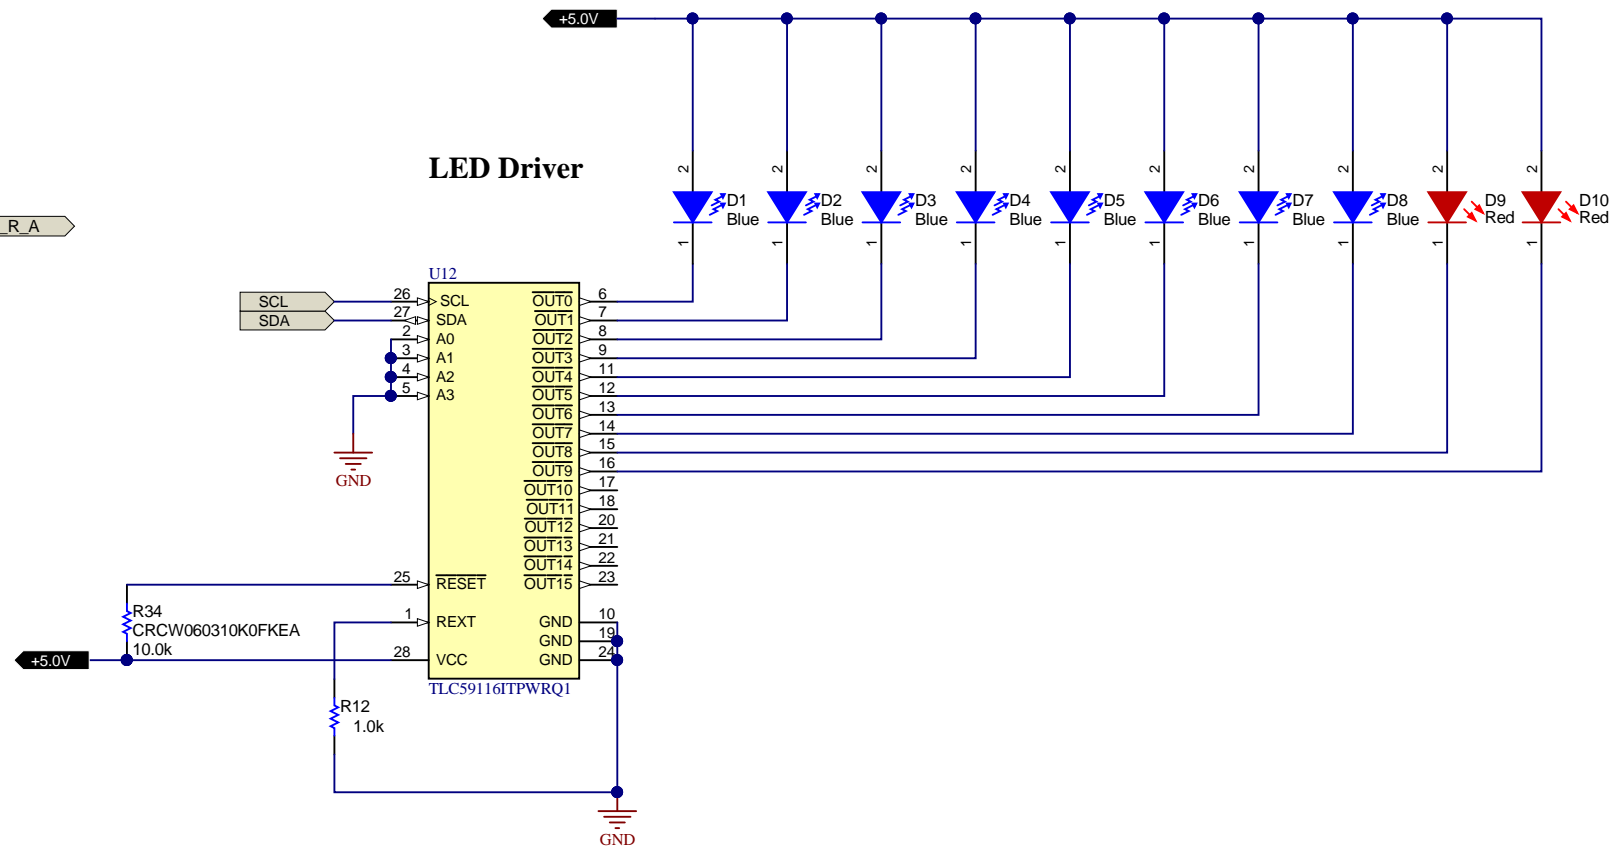 +5.0V
2 2 2 2 2 2 2 2 2 2
LED Driver
D1 D2 D3 D4 D5 D6 D7 D8 D9 D10
Blue Blue Blue Blue Blue Blue Blue Blue Red Red
_R_A
1 1 1 1 1 1 1 1 1 1
U12
SCL 26 SCL OUT0 6
SDA 27 SDA OUT1 7
2 A0 OUT2 8
3 A1 OUT3 9
4 A2 OUT4 11
5 A3 OUT5 12
OUT6 13
OUT7 14
OUT8 15
OUT9 16
GND
OUT10 17
OUT11 18
OUT12 20
OUT13 21
OUT14 22
25 RESET OUT15 23
R34
1 REXT GND 10
CRCW060310K0FKEA
GND 19
10.0k
+5.0V 28 VCC GND 24
TLC59116ITPWRQ1
R12
1.0k
GND